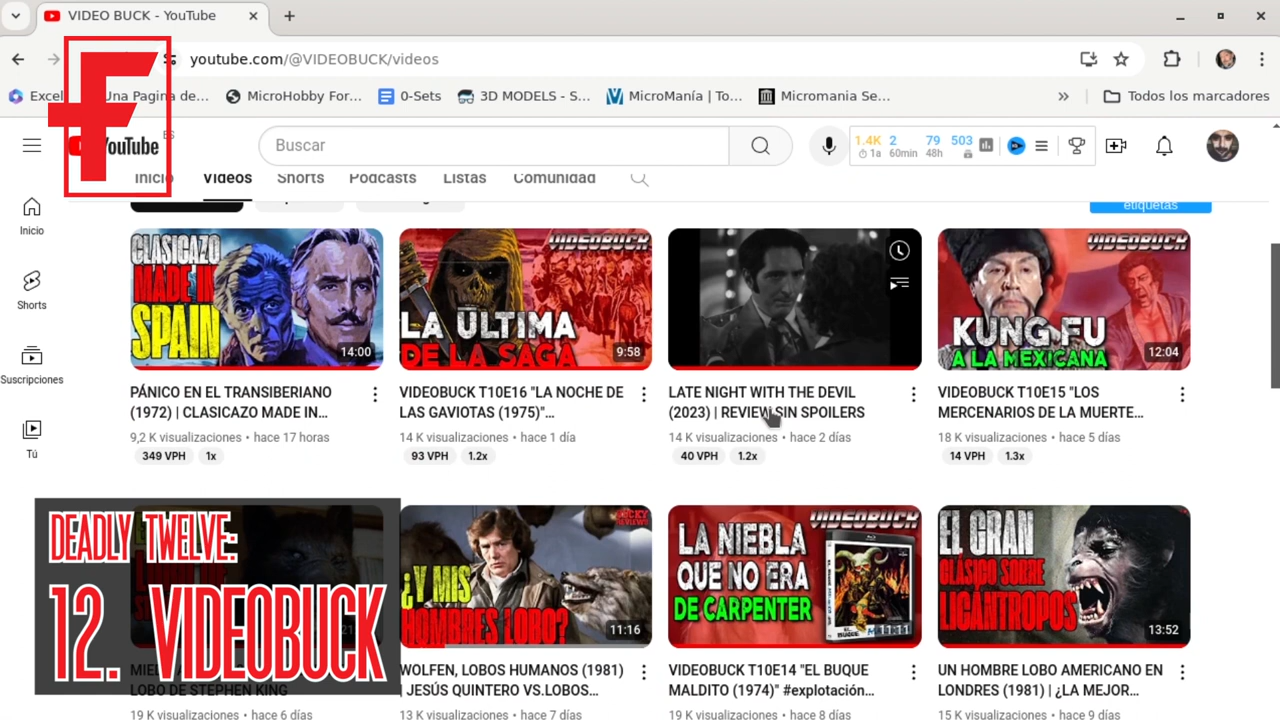 VIDEO BUCK - YouTube
youtube.com/@VIDEOBUCK/videos
Excel
Una Pagina de...
MicroHobby For...
0-Sets
3D MODELS - S...
MicroManía | To...
Micromania Se...
»
Todos los marcadores
F
YouTube
ES
Buscar
1.4K 2 79 503
1a 60min 48h
Inicio
Vídeos
Shorts
Podcasts
Listas
Comunidad
etiquetas
Inicio
Shorts
Suscripciones
Tú
CLASICAZO
MADE IN
SPAIN
14:00
VIDEOBUCK
LA ÚLTIMA
DE LA SAGA
9:58
VIDEOBUCK
KUNG FU
A LA MEXICANA
12:04
PÁNICO EN EL TRANSIBERIANO
(1972) | CLASICAZO MADE IN...
9,2 K visualizaciones • hace 17 horas
349 VPH 1x
VIDEOBUCK T10E16 "LA NOCHE DE
LAS GAVIOTAS (1975)"...
14 K visualizaciones • hace 1 día
93 VPH 1.2x
LATE NIGHT WITH THE DEVIL
(2023) | REVIEW SIN SPOILERS
14 K visualizaciones • hace 2 días
40 VPH 1.2x
VIDEOBUCK T10E15 "LOS
MERCENARIOS DE LA MUERTE...
18 K visualizaciones • hace 5 días
14 VPH 1.3x
DEADLY TWELVE:
12. VIDEOBUCK
LOBO DE STEPHEN KING
19 K visualizaciones • hace 6 días
BUCKY
REVIEWS
¿Y MIS
HOMBRES LOBO?
11:16
WOLFEN, LOBOS HUMANOS (1981)
| JESÚS QUINTERO VS.LOBOS...
13 K visualizaciones • hace 7 días
VIDEOBUCK
LA NIEBLA
QUE NO ERA
DE CARPENTER
11:11
VIDEOBUCK T10E14 "EL BUQUE
MALDITO (1974)" #explotación...
19 K visualizaciones • hace 8 días
EL GRAN
CLÁSICO SOBRE
LICÁNTROPOS
13:52
UN HOMBRE LOBO AMERICANO EN
LONDRES (1981) | ¿LA MEJOR...
15 K visualizaciones • hace 9 días